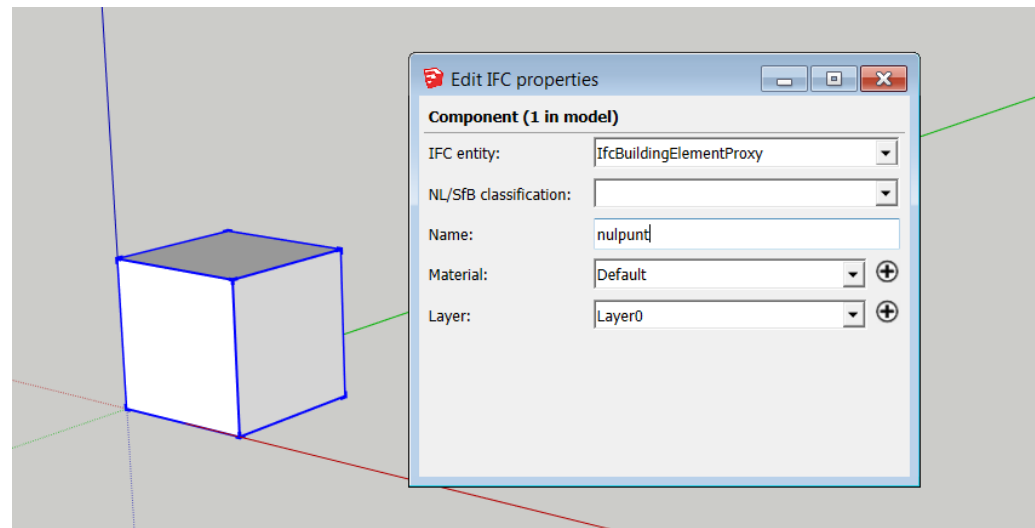 Edit IFC properties
Component (1 in model)
IFC entity: IfcBuildingElementProxy
NL/SfB classification:
Name: nulpunt
Material: Default
Layer: Layer0